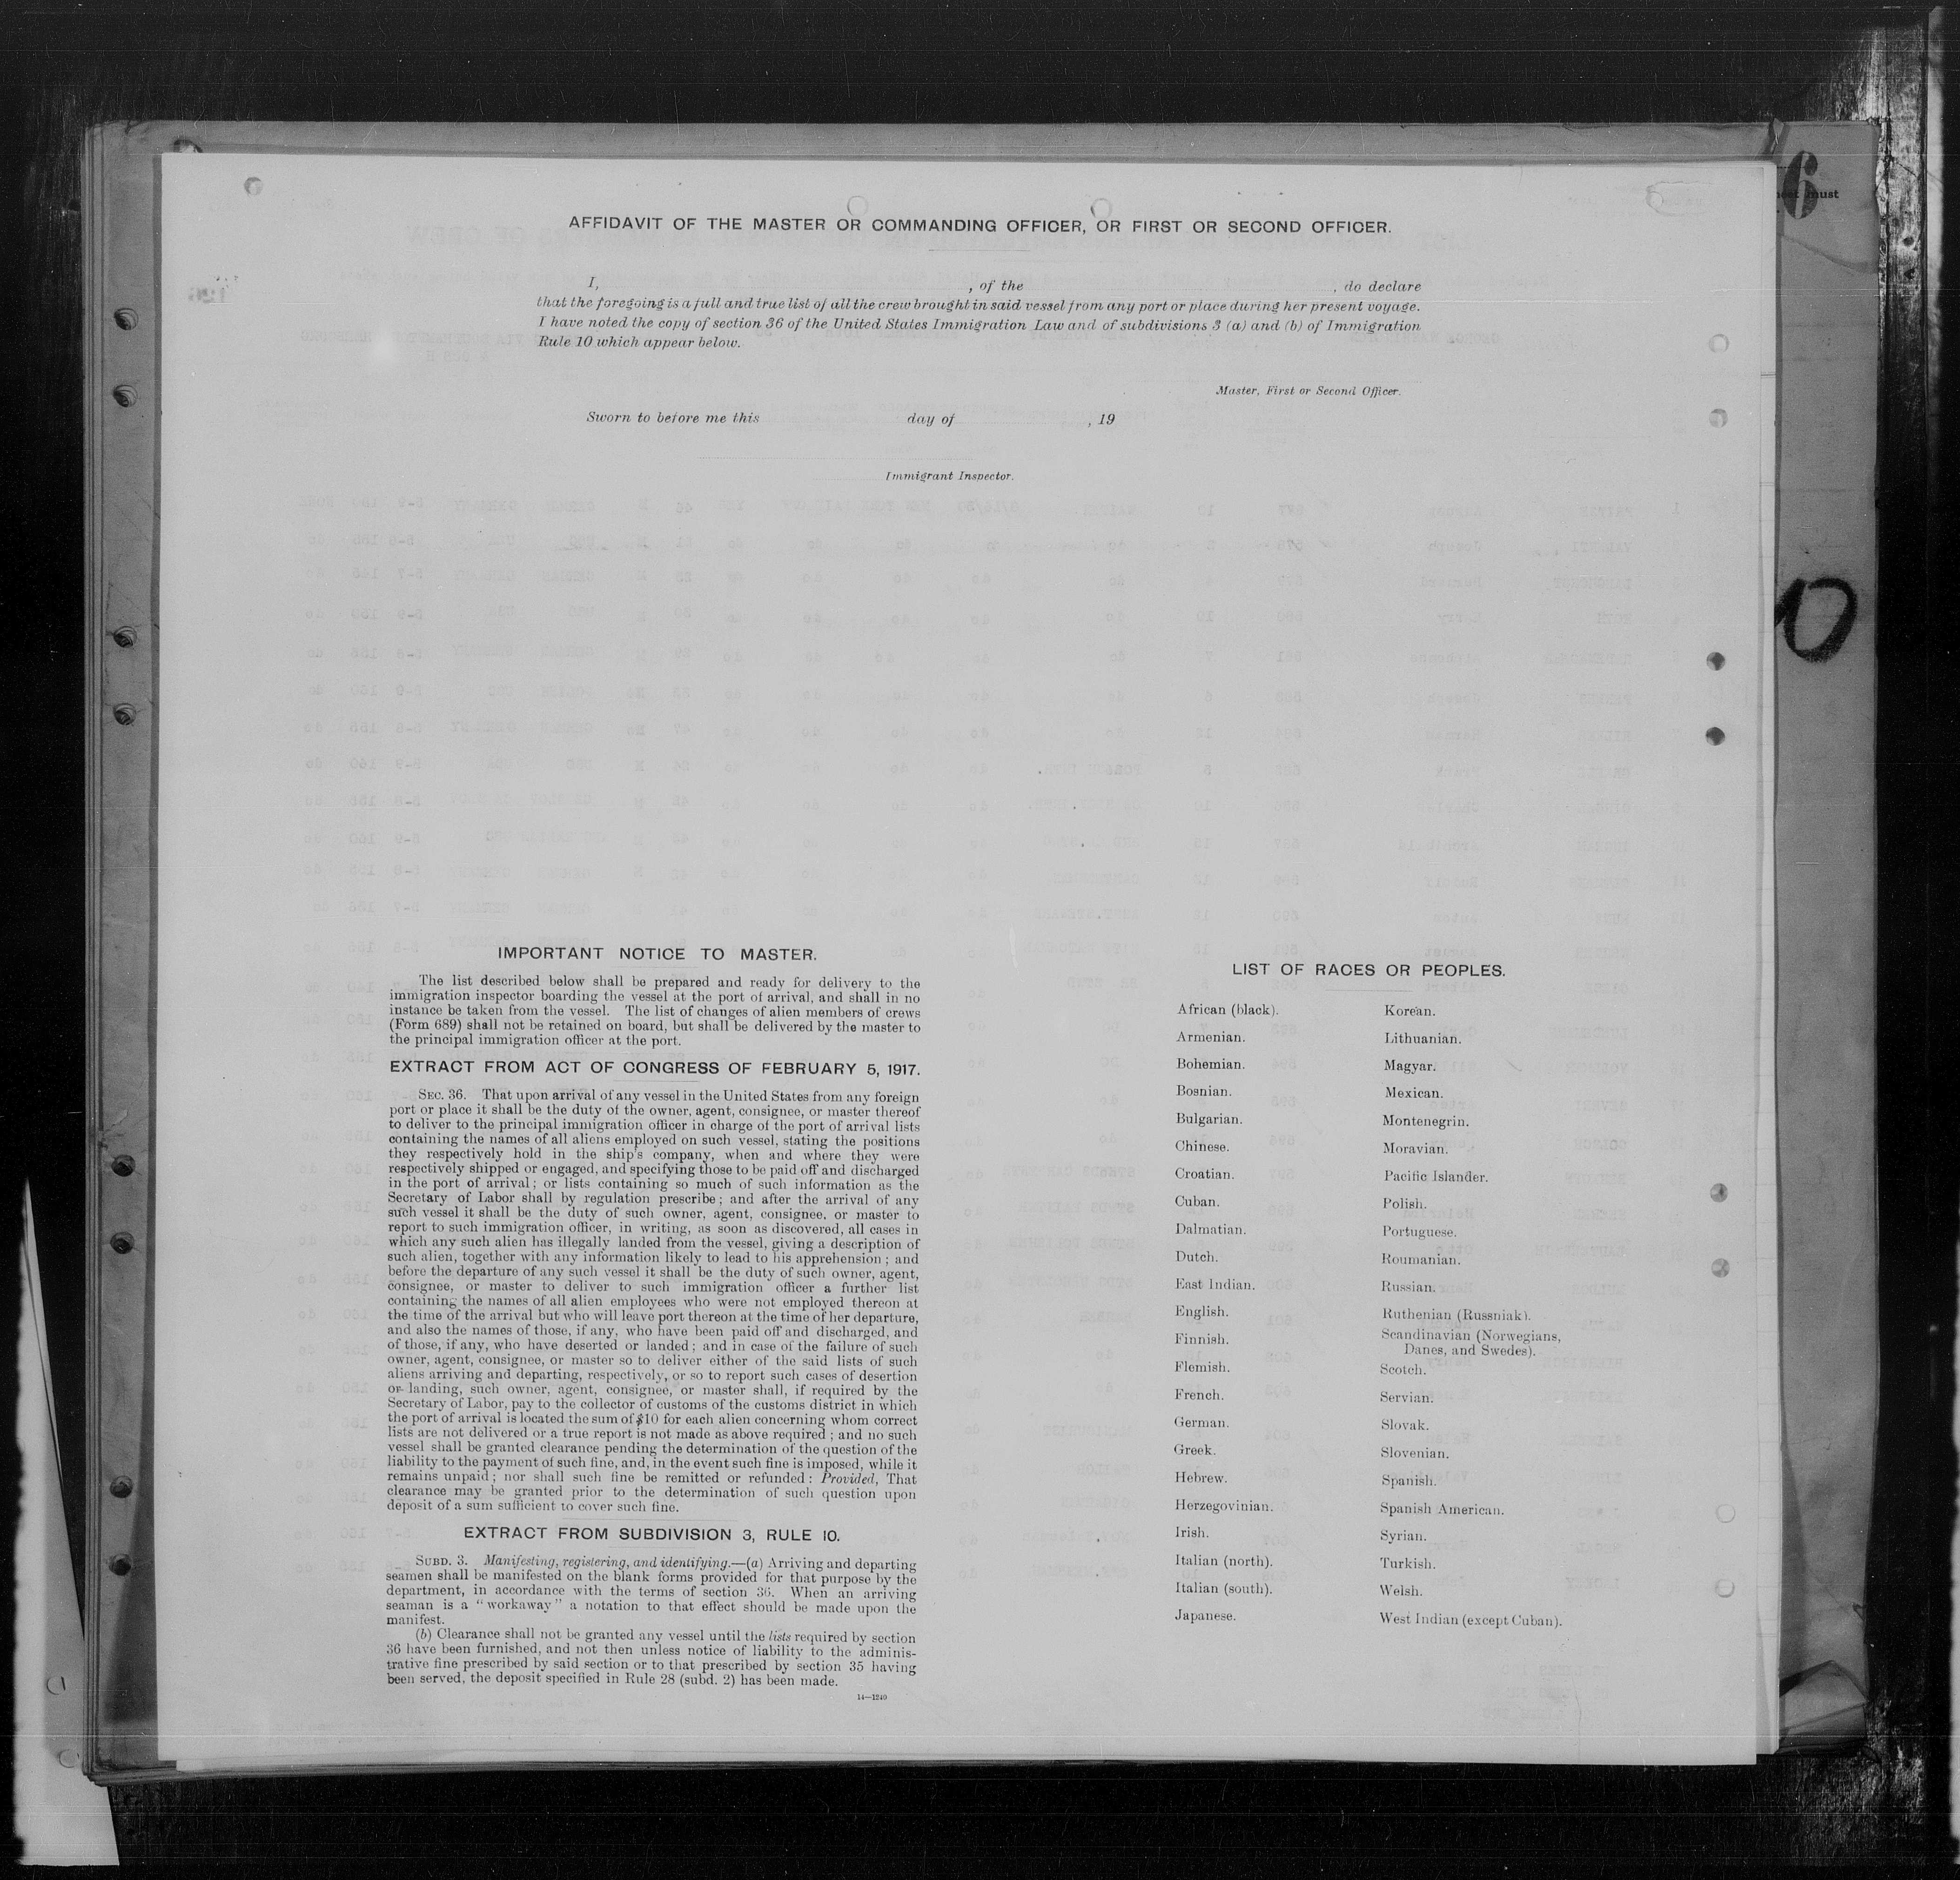 AFFIDAVIT OF THE MASTER OR COMMANDING OFFICER, OR FIRST OR SECOND OFFICER.
I, , of the , do declare
that the foregoing is a full and true list of all the crew brought in said vessel from any port or place during her present voyage.
I have noted the copy of section 36 of the United States Immigration Law and of subdivisions 3 (a) and (b) of Immigration
Rule 10 which appear below.
Master, First or Second Officer.
Sworn to before me this day of , 19
Immigrant Inspector.
IMPORTANT NOTICE TO MASTER.
The list described below shall be prepared and ready for delivery to the
immigration inspector boarding the vessel at the port of arrival, and shall in no
instance be taken from the vessel. The list of changes of alien members of crews
(Form 689) shall not be retained on board, but shall be delivered by the master to
the principal immigration officer at the port.
EXTRACT FROM ACT OF CONGRESS OF FEBRUARY 5, 1917.
SEC. 36. That upon arrival of any vessel in the United States from any foreign
port or place it shall be the duty of the owner, agent, consignee, or master thereof
to deliver to the principal immigration officer in charge of the port of arrival lists
containing the names of all aliens employed on such vessel, stating the positions
they respectively hold in the ship's company, when and where they were
respectively shipped or engaged, and specifying those to be paid off and discharged
in the port of arrival; or lists containing so much of such information as the
Secretary of Labor shall by regulation prescribe; and after the arrival of any
such vessel it shall be the duty of such owner, agent, consignee, or master to
report to such immigration officer, in writing, as soon as discovered, all cases in
which any such alien has illegally landed from the vessel, giving a description of
such alien, together with any information likely to lead to his apprehension; and
before the departure of any such vessel it shall be the duty of such owner, agent,
consignee, or master to deliver to such immigration officer a further list
containing the names of all alien employees who were not employed thereon at
the time of the arrival but who will leave port thereon at the time of her departure,
and also the names of those, if any, who have been paid off and discharged, and
of those, if any, who have deserted or landed; and in case of the failure of such
owner, agent, consignee, or master so to deliver either of the said lists of such
aliens arriving and departing, respectively, or so to report such cases of desertion
or landing, such owner, agent, consignee, or master shall, if required by the
Secretary of Labor, pay to the collector of customs of the customs district in which
the port of arrival is located the sum of $10 for each alien concerning whom correct
lists are not delivered or a true report is not made as above required; and no such
vessel shall be granted clearance pending the determination of the question of the
liability to the payment of such fine, and, in the event such fine is imposed, while it
remains unpaid; nor shall such fine be remitted or refunded: Provided, That
clearance may be granted prior to the determination of such question upon
deposit of a sum sufficient to cover such fine.
EXTRACT FROM SUBDIVISION 3, RULE 10.
SUBD. 3. Manifesting, registering, and identifying.—(a) Arriving and departing
seamen shall be manifested on the blank forms provided for that purpose by the
department, in accordance with the terms of section 36. When an arriving
seaman is a "workaway" a notation to that effect should be made upon the
manifest.
(b) Clearance shall not be granted any vessel until the lists required by section
36 have been furnished, and not then unless notice of liability to the adminis-
trative fine prescribed by said section or to that prescribed by section 35 having
been served, the deposit specified in Rule 28 (subd. 2) has been made.
14—1240
LIST OF RACES OR PEOPLES.
African (black).
Armenian.
Bohemian.
Bosnian.
Bulgarian.
Chinese.
Croatian.
Cuban.
Dalmatian.
Dutch.
East Indian.
English.
Finnish.
Flemish.
French.
German.
Greek.
Hebrew.
Herzegovinian.
Irish.
Italian (north).
Italian (south).
Japanese.
Korean.
Lithuanian.
Magyar.
Mexican.
Montenegrin.
Moravian.
Pacific Islander.
Polish.
Portuguese.
Roumanian.
Russian.
Ruthenian (Russniak).
Scandinavian (Norwegians,
Danes, and Swedes).
Scotch.
Servian.
Slovak.
Slovenian.
Spanish.
Spanish American.
Syrian.
Turkish.
Welsh.
West Indian (except Cuban).
6
must